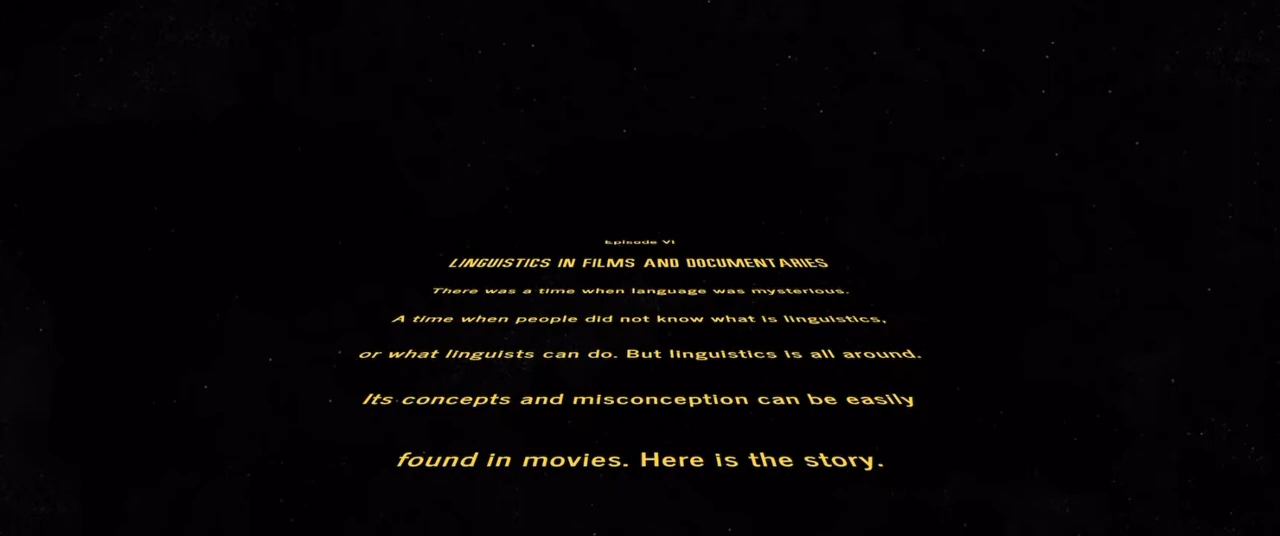 Episode VI
LINGUISTICS IN FILMS AND DOCUMENTARIES
There was a time when language was mysterious.
A time when people did not know what is linguistics,
or what linguists can do. But linguistics is all around.
Its concepts and misconception can be easily
found in movies. Here is the story.